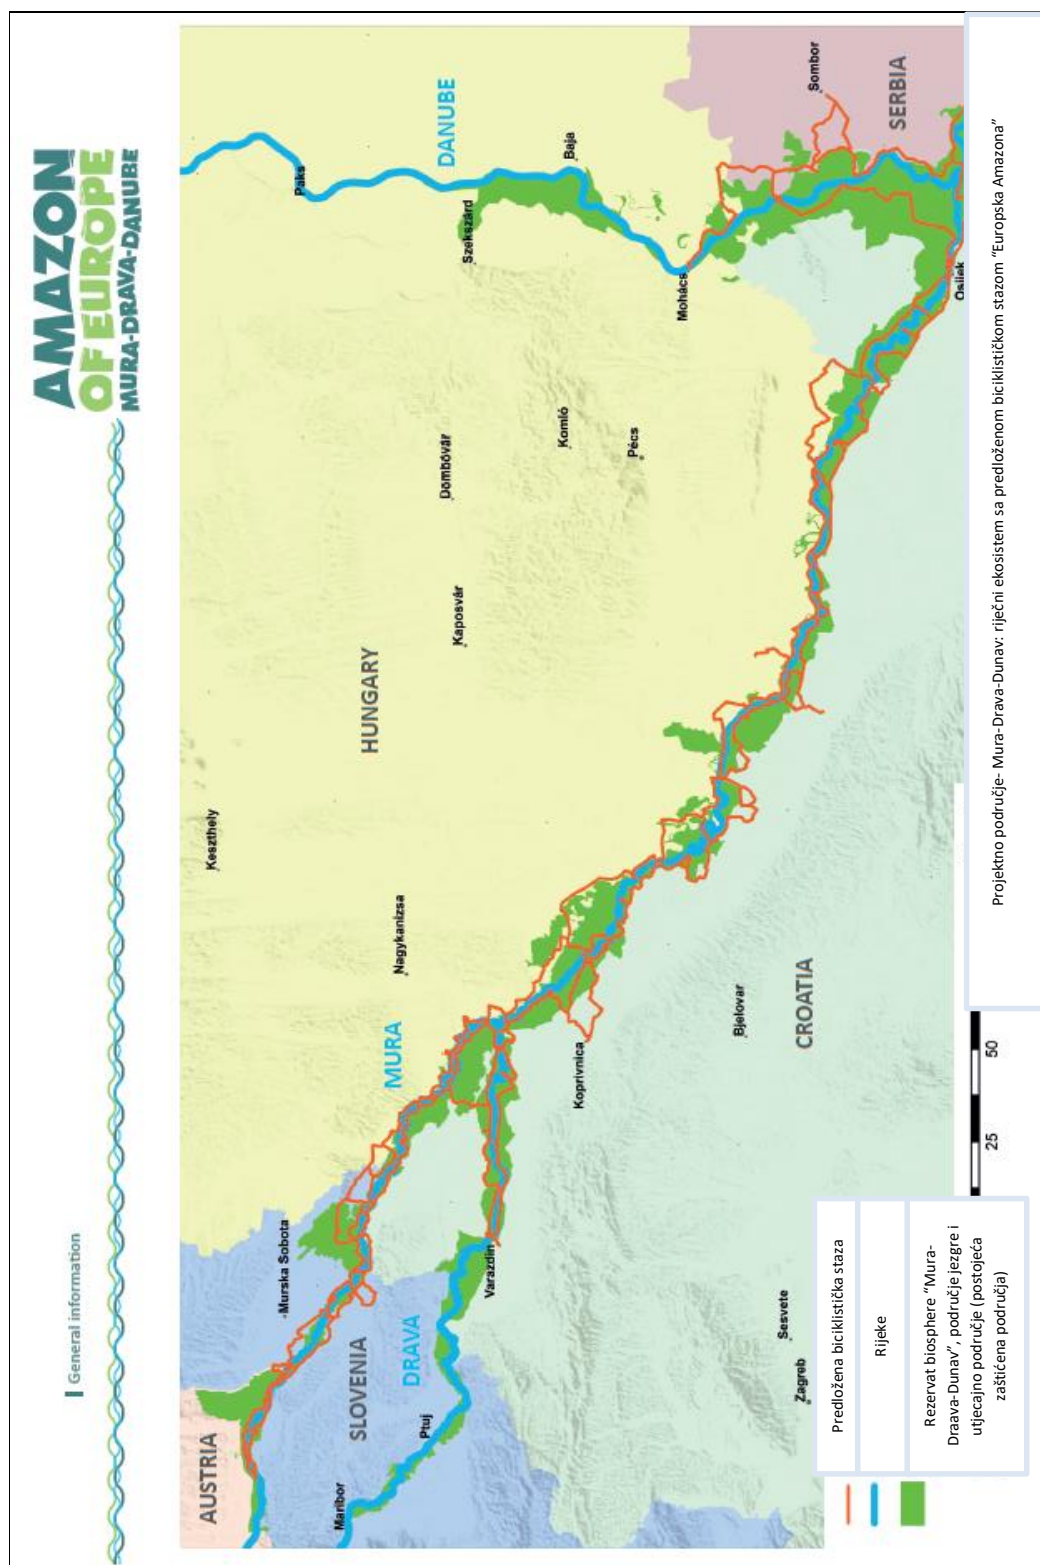 AMAZON
OF EUROPE
MURA-DRAVA-DANUBE
General information
AUSTRIA
SLOVENIA
HUNGARY
CROATIA
SERBIA
MURA
DRAVA
DANUBE
Maribor
Ptuj
Murska Sobota
Varazdin
Koprivnica
Bjelovar
Zagreb
Sesvete
Nagykanizsa
Keszthely
Kaposvár
Dombóvár
Komló
Pécs
Mohács
Szekszárd
Paks
Baja
Sombor
Osijek
25
50
Predložena biciklistička staza
Rijeke
Rezervat biosphere “Mura-
Draava-Dunav”, područje jezgre i
utjecajno područje (postojeća
zaštićena područja)
Projektno područje- Mura-Drava-Dunav: riječni ekosistem sa predloženom biciklističkom stazom “Europska Amazona”